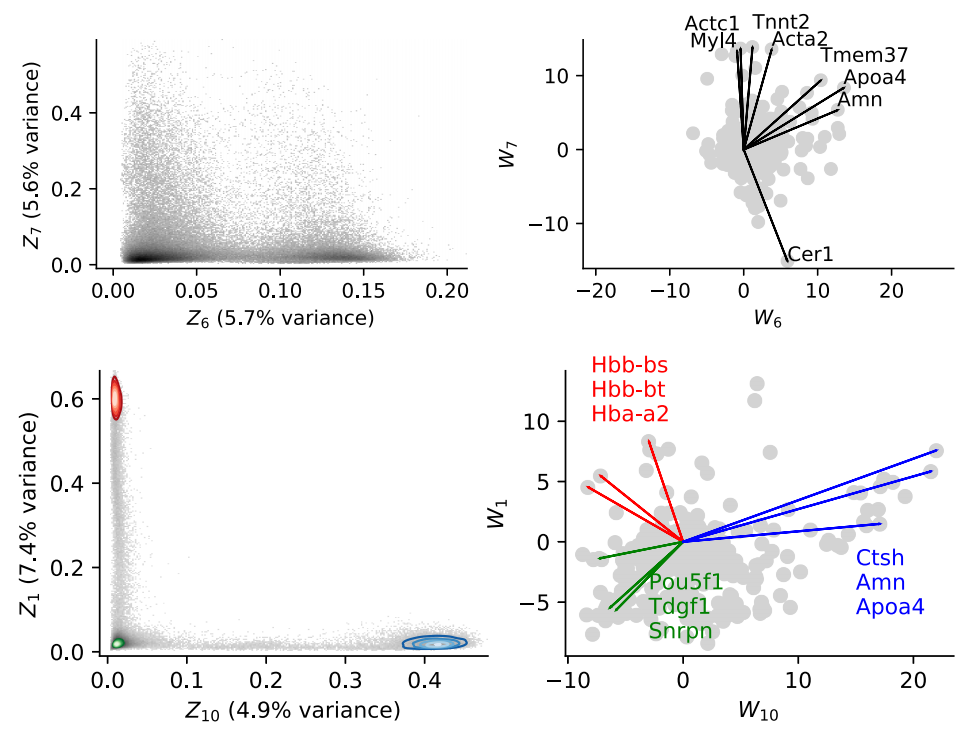 0.4
0.2
0.0
0.00 0.05 0.10 0.15 0.20
Z7 (5.6% variance)
Z6 (5.7% variance)
Actc1 Tnnt2
Myl4 Acta2
Tmem37
Apoa4
Amn
Cer1
10
0
−10
−20 −10 0 10 20
W7
W6
0.6
0.4
0.2
0.0
0.0 0.1 0.2 0.3 0.4
Z1 (7.4% variance)
Z10 (4.9% variance)
Hbb-bs
Hbb-bt
Hba-a2
Pou5f1
Tdgf1
Snrpn
Ctsh
Amn
Apoa4
10
5
0
−5
−10 0 10 20
W1
W10